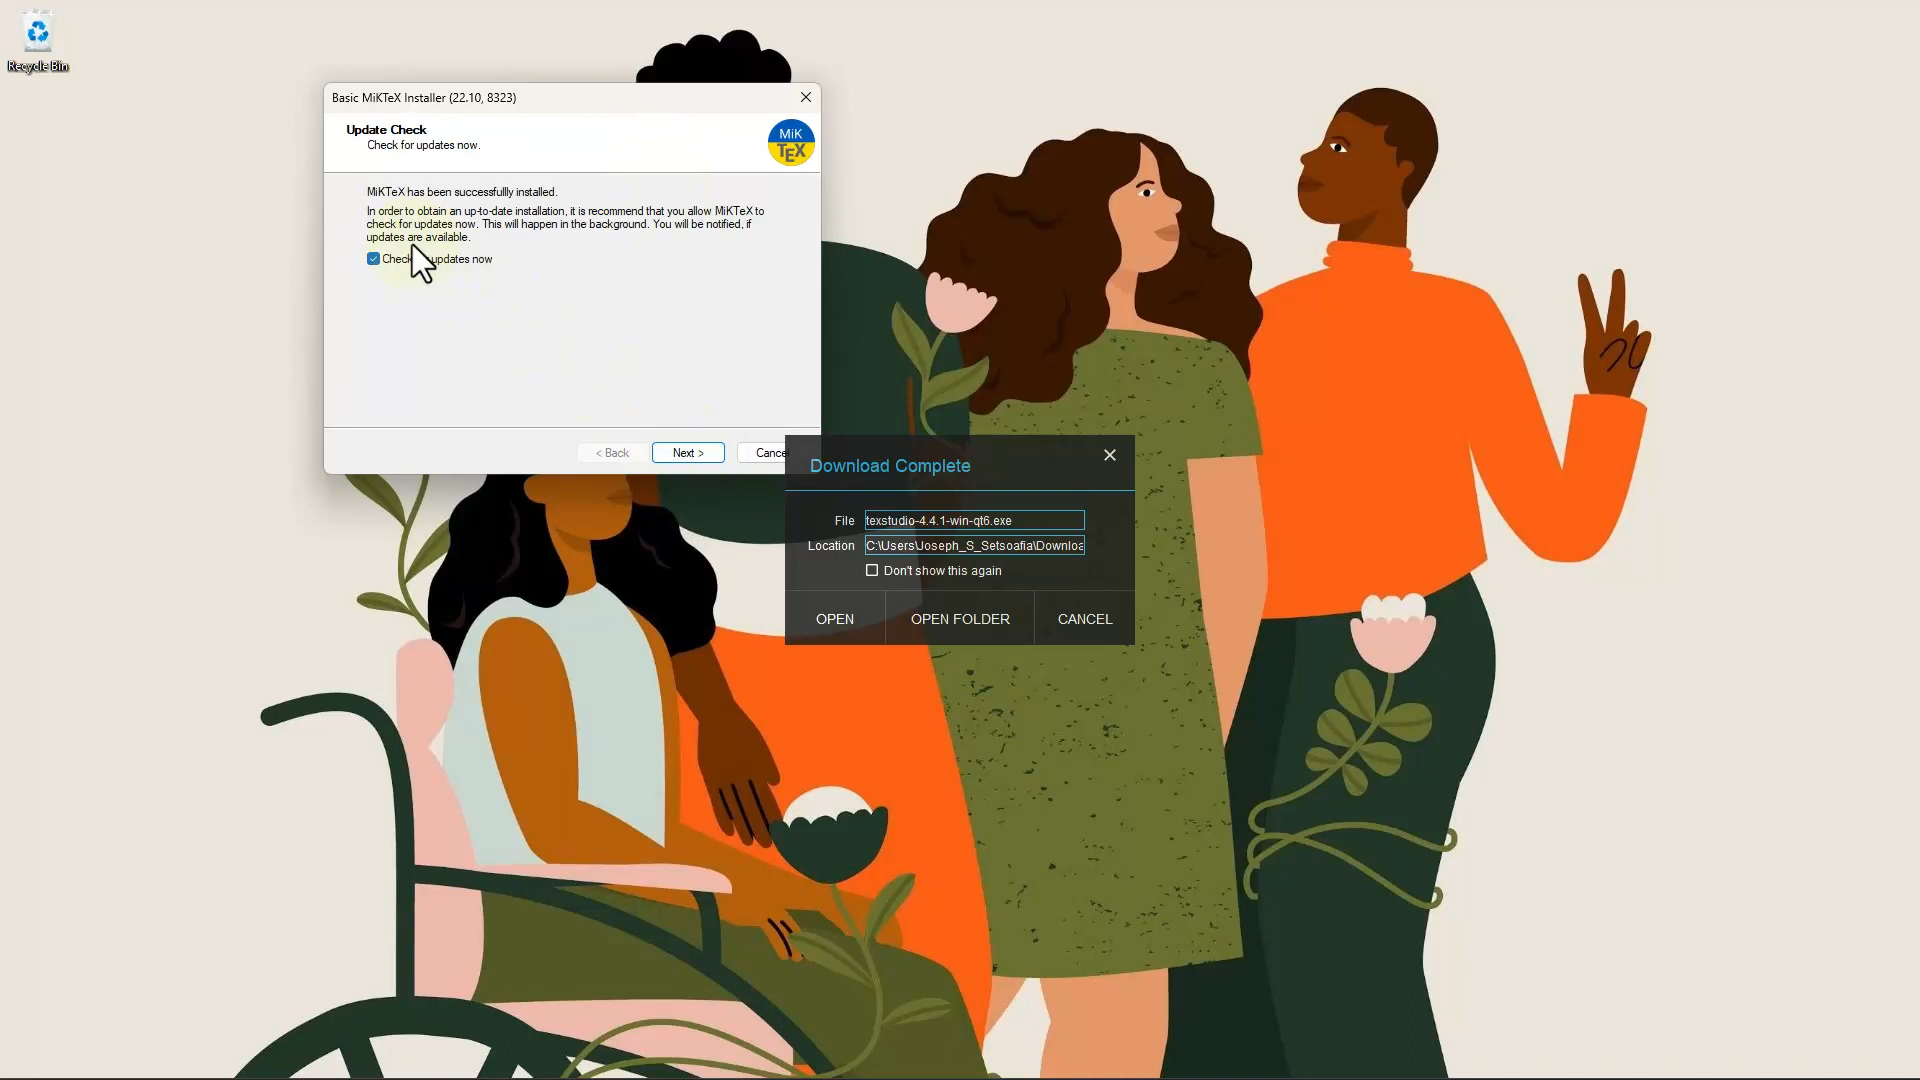 Recycle Bin
Basic MiKTeX Installer (22.10, 8323)
Update Check
Check for updates now.
MiK
TEX
MiKTeX has been successfullly installed.
In order to obtain an up-to-date installation, it is recommend that you allow MiKTeX to
check for updates now. This will happen in the background. You will be notified, if
updates are available.
Check updates now
< Back
Next >
Cancel
Download Complete
File
texstudio-4.4.1-win-qt6.exe
Location
C:\Users\Joseph_S_Setsoafia\Downloa
Don't show this again
OPEN
OPEN FOLDER
CANCEL